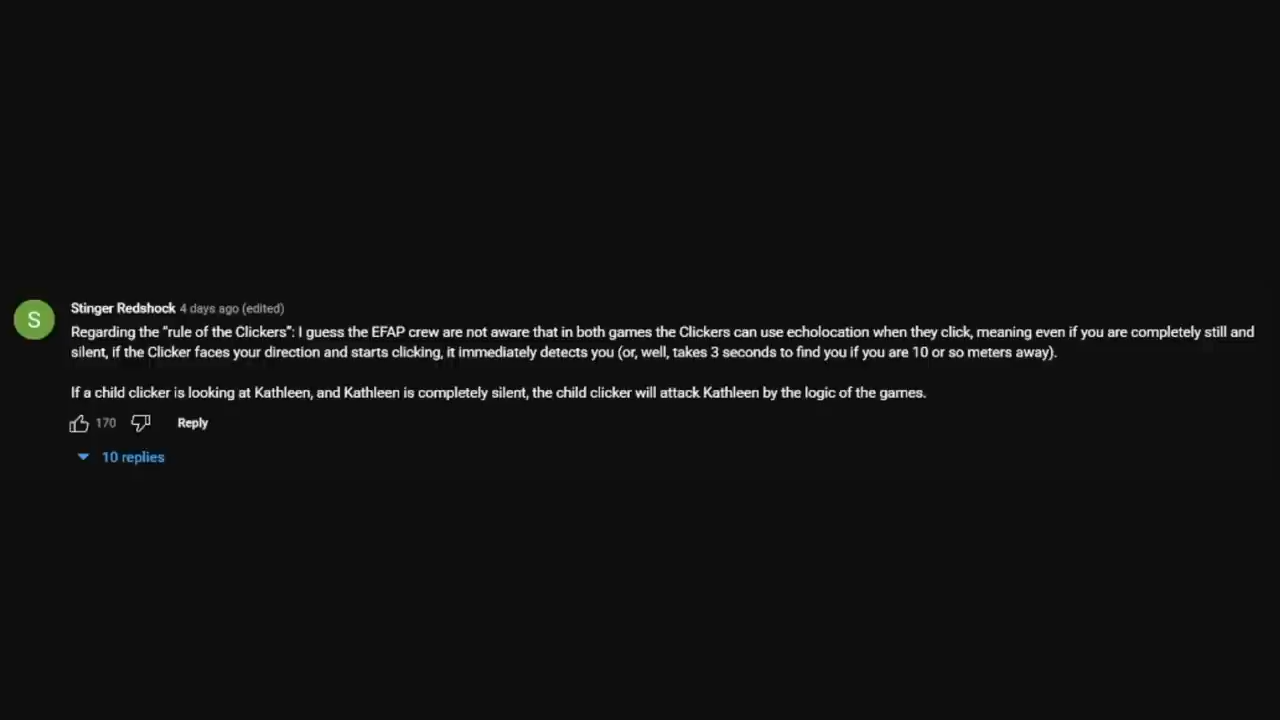 S
Stinger Redshock 4 days ago (edited)
Regarding the "rule of the Clickers": I guess the EFAP crew are not aware that in both games the Clickers can use echolocation when they click, meaning even if you are completely still and
silent, if the Clicker faces your direction and starts clicking, it immediately detects you (or, well, takes 3 seconds to find you if you are 10 or so meters away).
If a child clicker is looking at Kathleen, and Kathleen is completely silent, the child clicker will attack Kathleen by the logic of the games.
170 Reply
10 replies